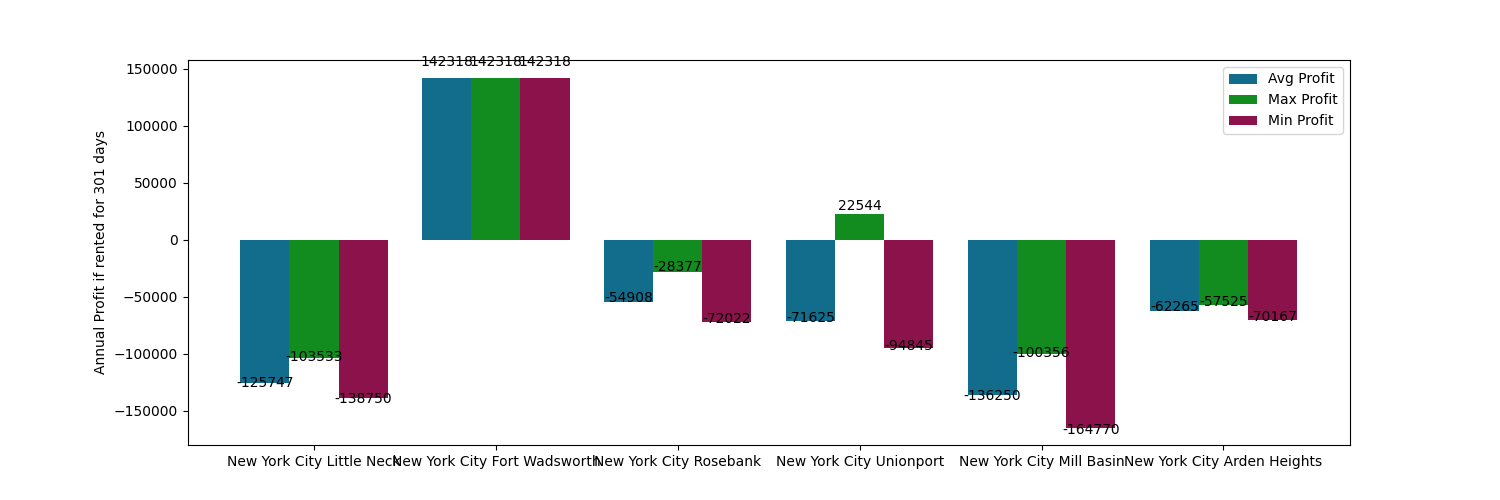 142318 142318 142318
150000
Avg Profit
Max Profit
Min Profit
100000
50000
22544
0
-28377
−50000
-54908
-72022
-71625
-94845
-62265
-57525
-70167
−100000
-125747
-103533
-138750
-136250
-100356
-164770
−150000
Annual Profit if rented for 301 days
New York City Little Neck
New York City Fort Wadsworth
New York City Rosebank
New York City Unionport
New York City Mill Basin
New York City Arden Heights